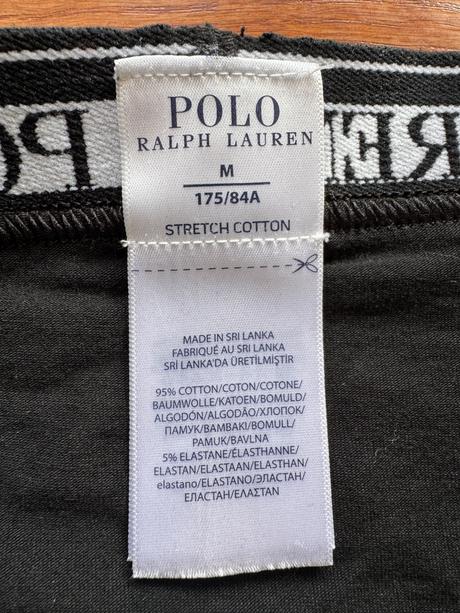 POLO
RALPH LAUREN
M
175/84A
STRETCH COTTON
MADE IN SRI LANKA
FABRIQUÉ AU SRI LANKA
SRİ LANKA'DA ÜRETİLMİŞTİR
95% COTTON/COTON/COTONE/
BAUMWOLLE/KATOEN/BOMULD/
ALGODÓN/ALGODÃO/ХЛОПОК/
ПАМУК/BAMBAKI/BOMULL/
PAMUK/BAVLNA
5% ELASTANE/ÉLASTHANNE/
ELASTAN/ELASTAAN/ELASTHAN/
elastano/ELASTANO/ЭЛАСТАН/
ЕЛАСТАН/ΕΛΑΣΤΑΝ